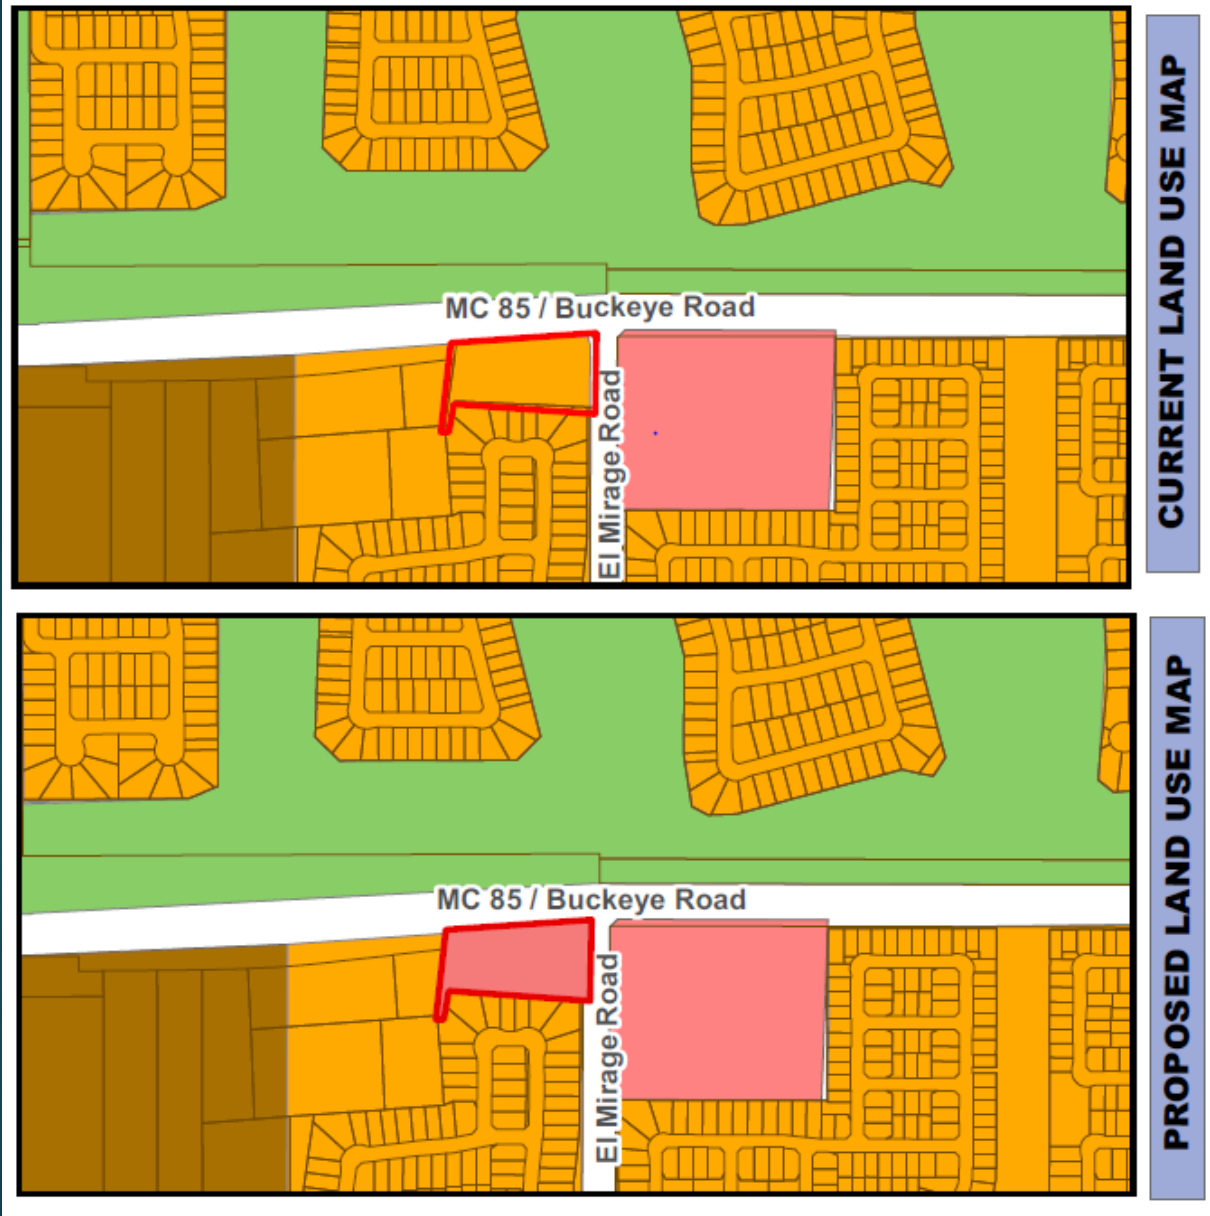 MC 85 / Buckeye Road
El Mirage Road
CURRENT LAND USE MAP
MC 85 / Buckeye Road
El Mirage Road
PROPOSED LAND USE MAP